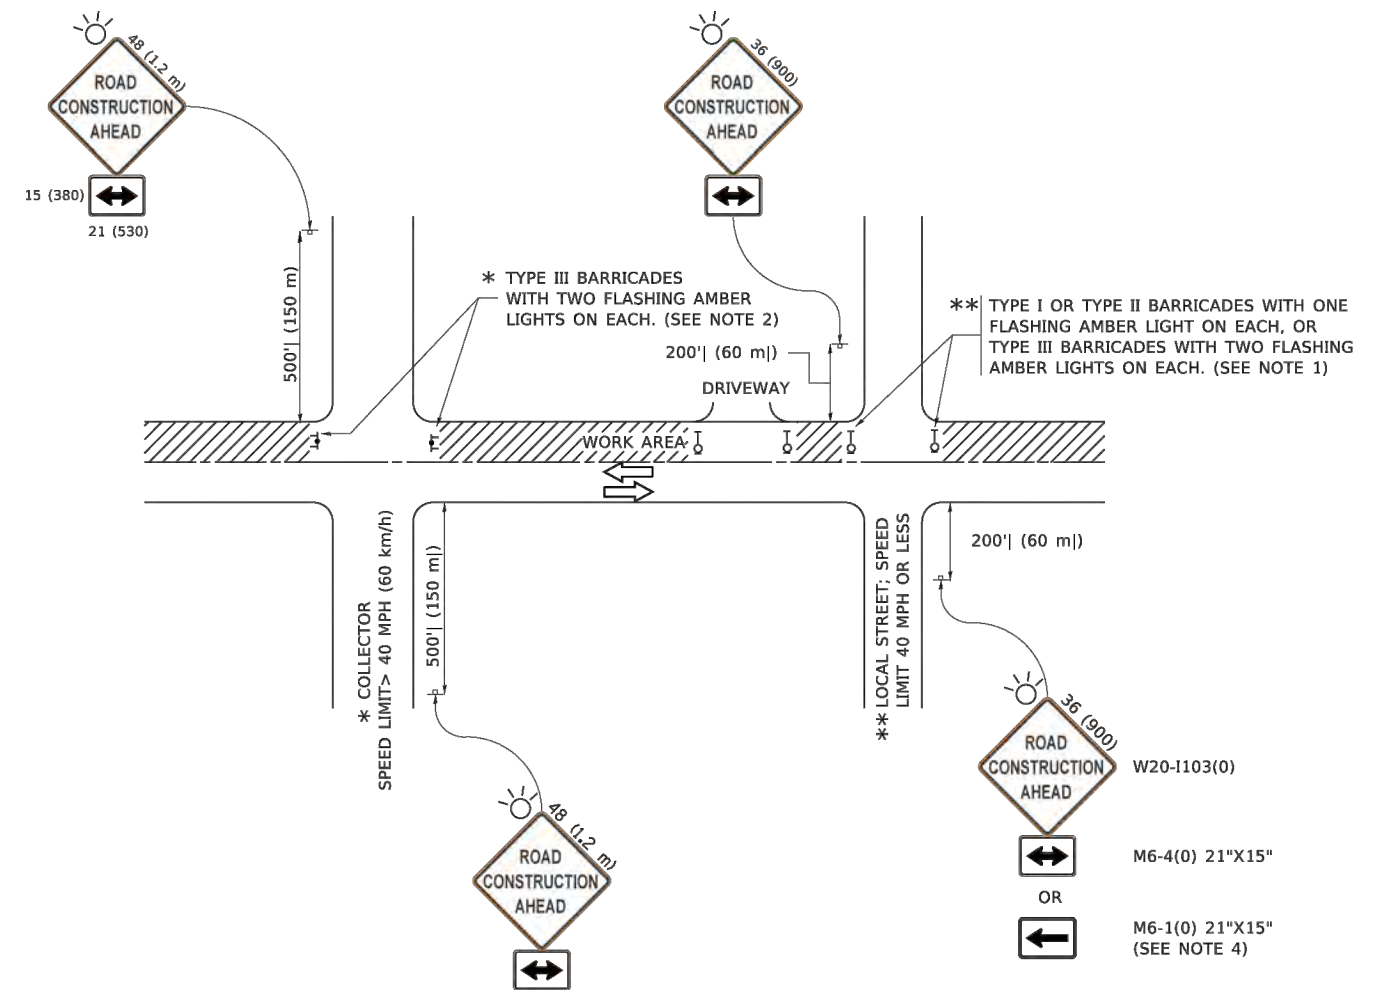 48 (1.2 m)
ROAD
CONSTRUCTION
AHEAD
15 (380)
21 (530)
36 (900)
ROAD
CONSTRUCTION
AHEAD
500'| (150 m)
* TYPE III BARRICADES
WITH TWO FLASHING AMBER
LIGHTS ON EACH. (SEE NOTE 2)
200'| (60 m|)
DRIVEWAY
** TYPE I OR TYPE II BARRICADES WITH ONE
FLASHING AMBER LIGHT ON EACH, OR
TYPE III BARRICADES WITH TWO FLASHING
AMBER LIGHTS ON EACH. (SEE NOTE 1)
WORK AREA
* COLLECTOR
SPEED LIMIT> 40 MPH (60 km/h)
500'| (150 m|)
** LOCAL STREET; SPEED
LIMIT 40 MPH OR LESS
200'| (60 m|)
48 (1.2 m)
ROAD
CONSTRUCTION
AHEAD
36 (900)
ROAD
CONSTRUCTION
AHEAD
W20-I103(0)
M6-4(0) 21"X15"
OR
M6-1(0) 21"X15"
(SEE NOTE 4)